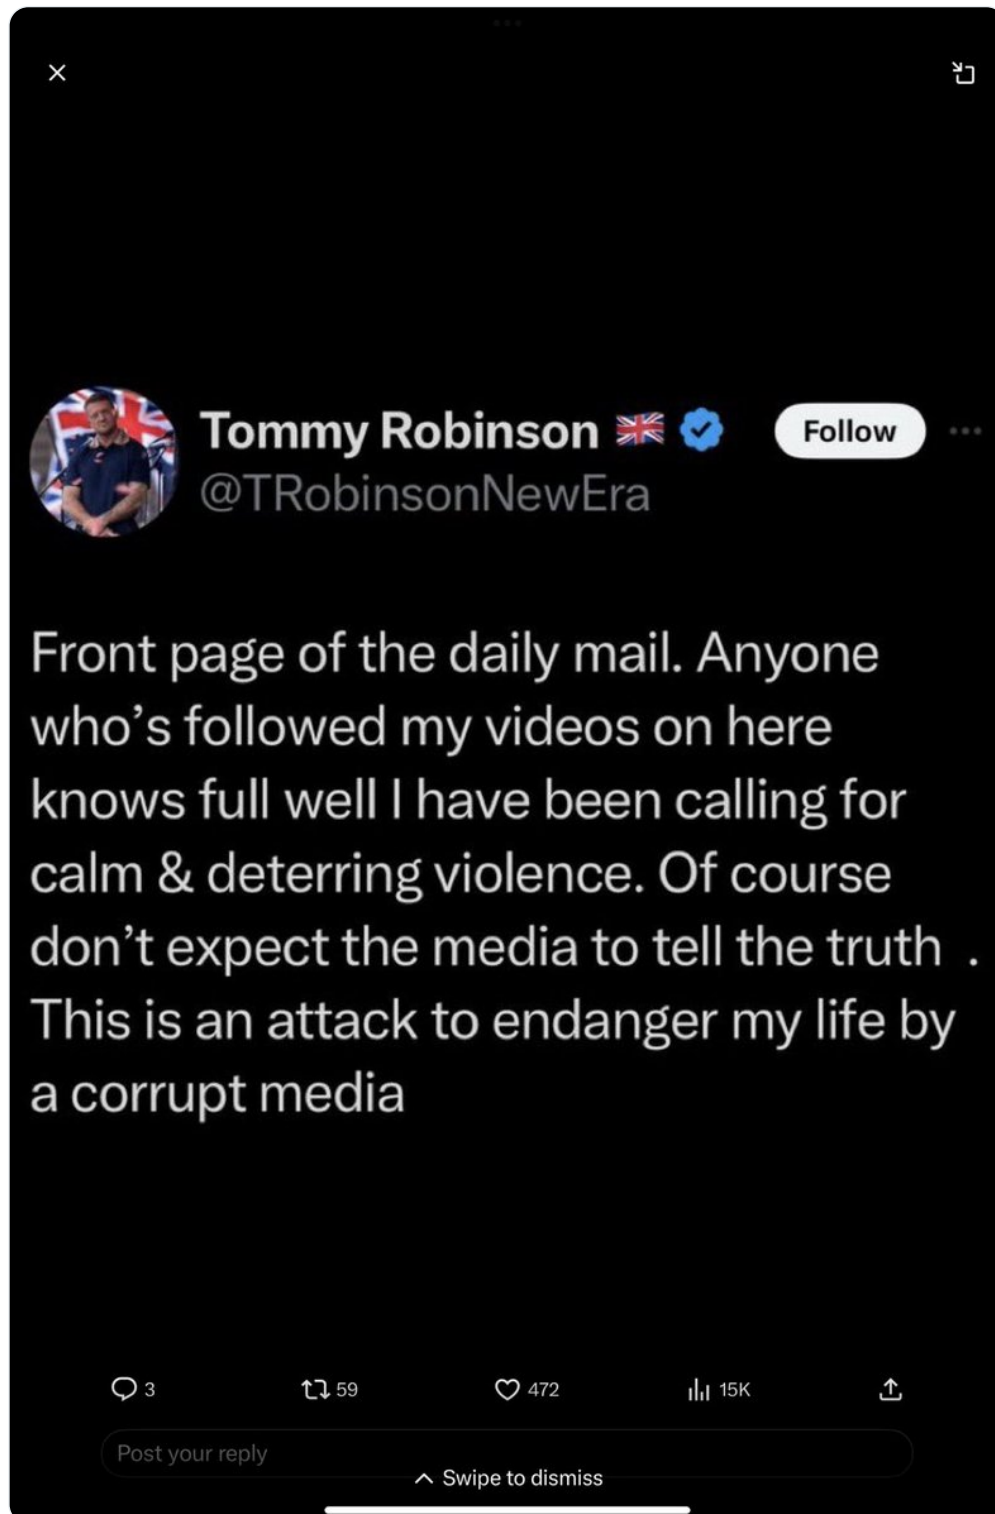 Tommy Robinson 🇬🇧
Follow
@TRobinsonNewEra
Front page of the daily mail. Anyone
who’s followed my videos on here
knows full well I have been calling for
calm & deterring violence. Of course
don’t expect the media to tell the truth .
This is an attack to endanger my life by
a corrupt media
3 59 472 15K
Post your reply
Swipe to dismiss